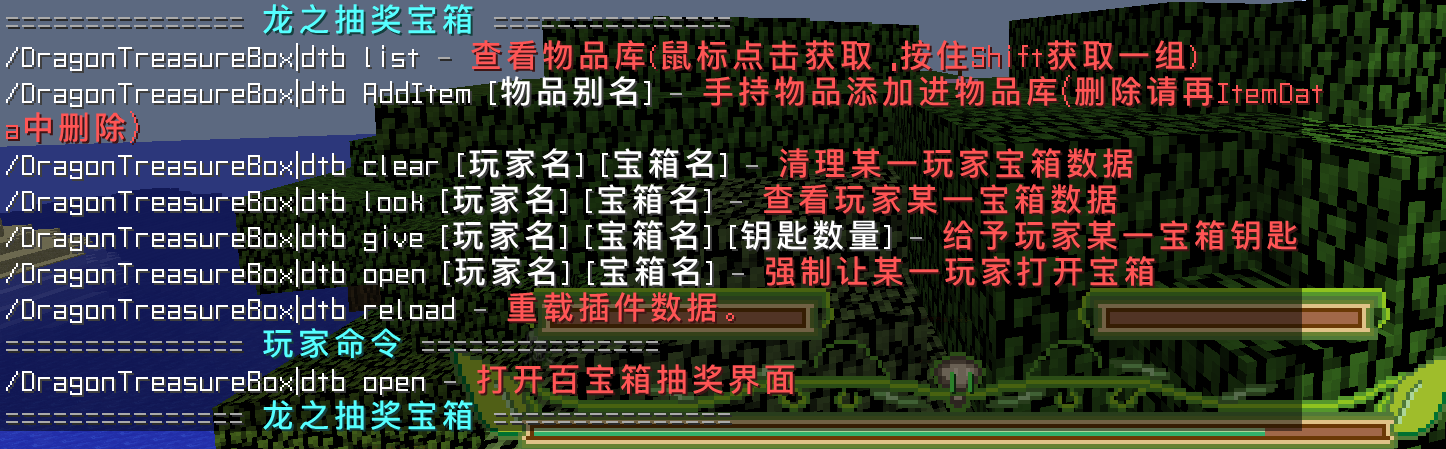 =============== 龙之抽奖宝箱 ===============
/DragonTreasureBox|dtb list - 查看物品库(鼠标点击获取 ,按住Shift获取一组)
/DragonTreasureBox|dtb AddItem [物品别名] - 手持物品添加进物品库(删除请再ItemDat
a中删除)
/DragonTreasureBox|dtb clear [玩家名] [宝箱名] - 清理某一玩家宝箱数据
/DragonTreasureBox|dtb look [玩家名] [宝箱名] - 查看玩家某一宝箱数据
/DragonTreasureBox|dtb give [玩家名] [宝箱名] [钥匙数量] - 给予玩家某一宝箱钥匙
/DragonTreasureBox|dtb open [玩家名] [宝箱名] - 强制让某一玩家打开宝箱
/DragonTreasureBox|dtb reload - 重载插件数据。
=============== 玩家命令 ===============
/DragonTreasureBox|dtb open - 打开百宝箱抽奖界面
=============== 龙之抽奖宝箱 ===============